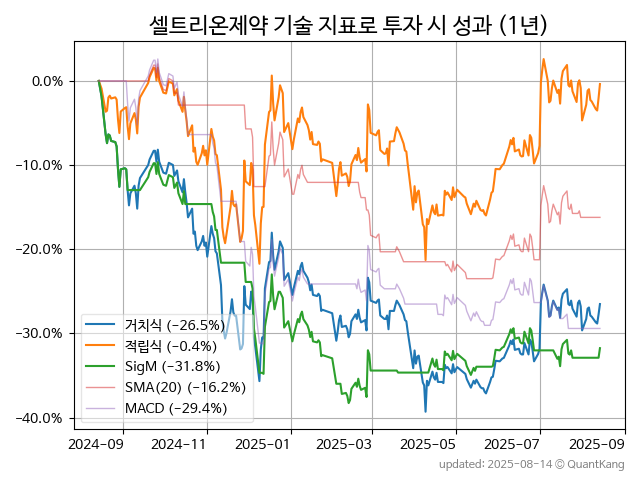 셀트리온제약 기술 지표로 투자 시 성과 (1년)
0.0%
−10.0%
−20.0%
−30.0%
−40.0%
거치식 (−26.5%)
적립식 (−0.4%)
SigM (−31.8%)
SMA(20) (−16.2%)
MACD (−29.4%)
2024-09
2024-11
2025-01
2025-03
2025-05
2025-07
2025-09
updated: 2025-08-14 © QuantKang